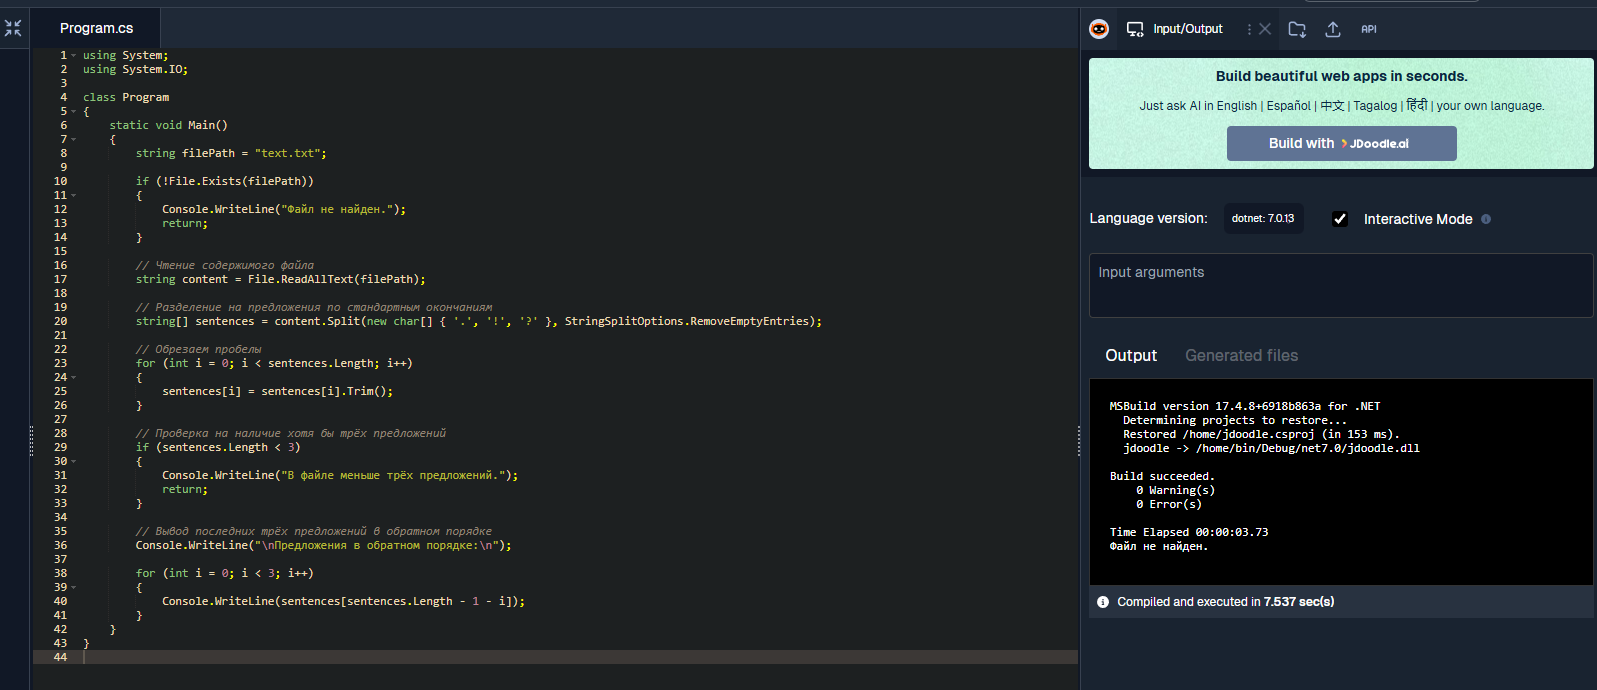 Program.cs
1 using System;
2 using System.IO;
3
4 class Program
5 {
6 static void Main()
7 {
8 string filePath = "text.txt";
9
10 if (!File.Exists(filePath))
11 {
12 Console.WriteLine("Файл не найден.");
13 return;
14 }
15
16 // Чтение содержимого файла
17 string content = File.ReadAllText(filePath);
18
19 // Разделение на предложения по стандартным окончаниям
20 string[] sentences = content.Split(new char[] { '.', '!', '?' }, StringSplitOptions.RemoveEmptyEntries);
21
22 // Обрезаем пробелы
23 for (int i = 0; i < sentences.Length; i++)
24 {
25 sentences[i] = sentences[i].Trim();
26 }
27
28 // Проверка на наличие хотя бы трёх предложений
29 if (sentences.Length < 3)
30 {
31 Console.WriteLine("В файле меньше трёх предложений.");
32 return;
33 }
34
35 // Вывод последних трёх предложений в обратном порядке
36 Console.WriteLine("\nПредложения в обратном порядке:\n");
37
38 for (int i = 0; i < 3; i++)
39 {
40 Console.WriteLine(sentences[sentences.Length - 1 - i]);
41 }
42 }
43 }
44
Input/Output
API
Build beautiful web apps in seconds.
Just ask AI in English | Español | 中文 | Tagalog | हिंदी | your own language.
Build with JDoodle.ai
Language version: dotnet: 7.0.13 Interactive Mode
Input arguments
Output Generated files
MSBuild version 17.4.8+6918b863a for .NET
Determining projects to restore...
Restored /home/jdoodle.csproj (in 153 ms).
jdoodle -> /home/bin/Debug/net7.0/jdoodle.dll
Build succeeded.
0 Warning(s)
0 Error(s)
Time Elapsed 00:00:03.73
Файл не найден.
Compiled and executed in 7.537 sec(s)